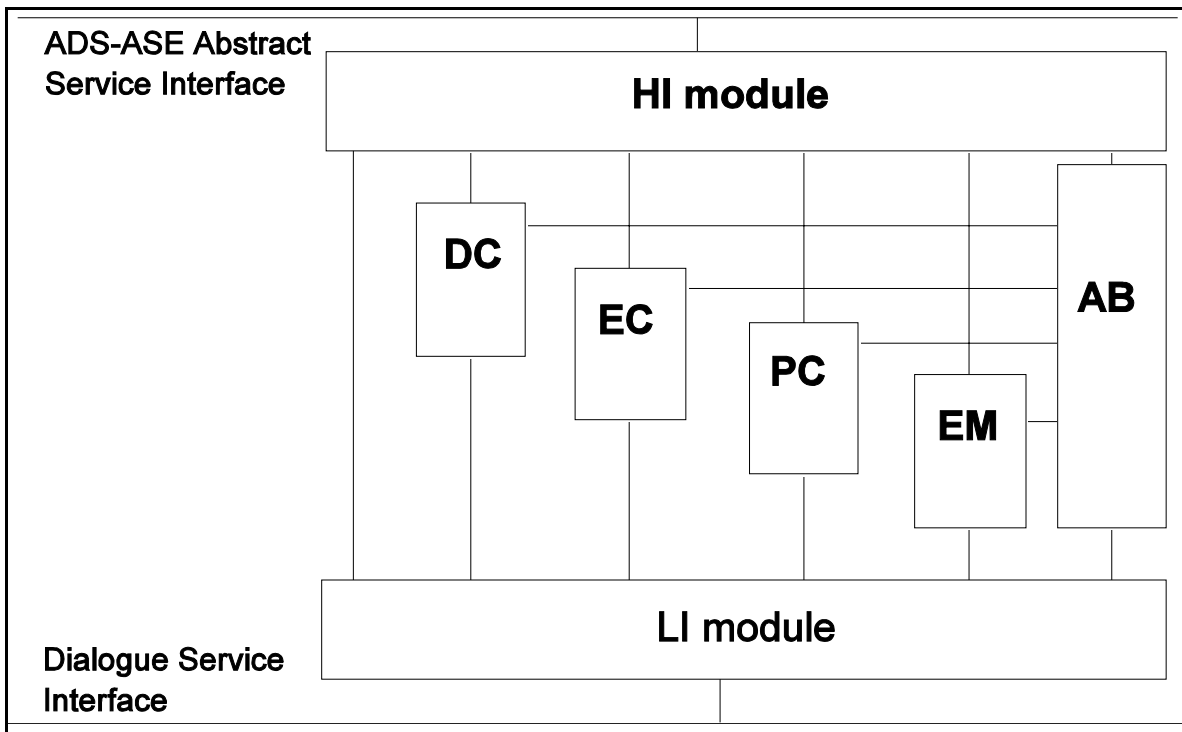 ADS-ASE Abstract
Service Interface
HI module
DC
EC
PC
EM
AB
LI module
Dialogue Service
Interface